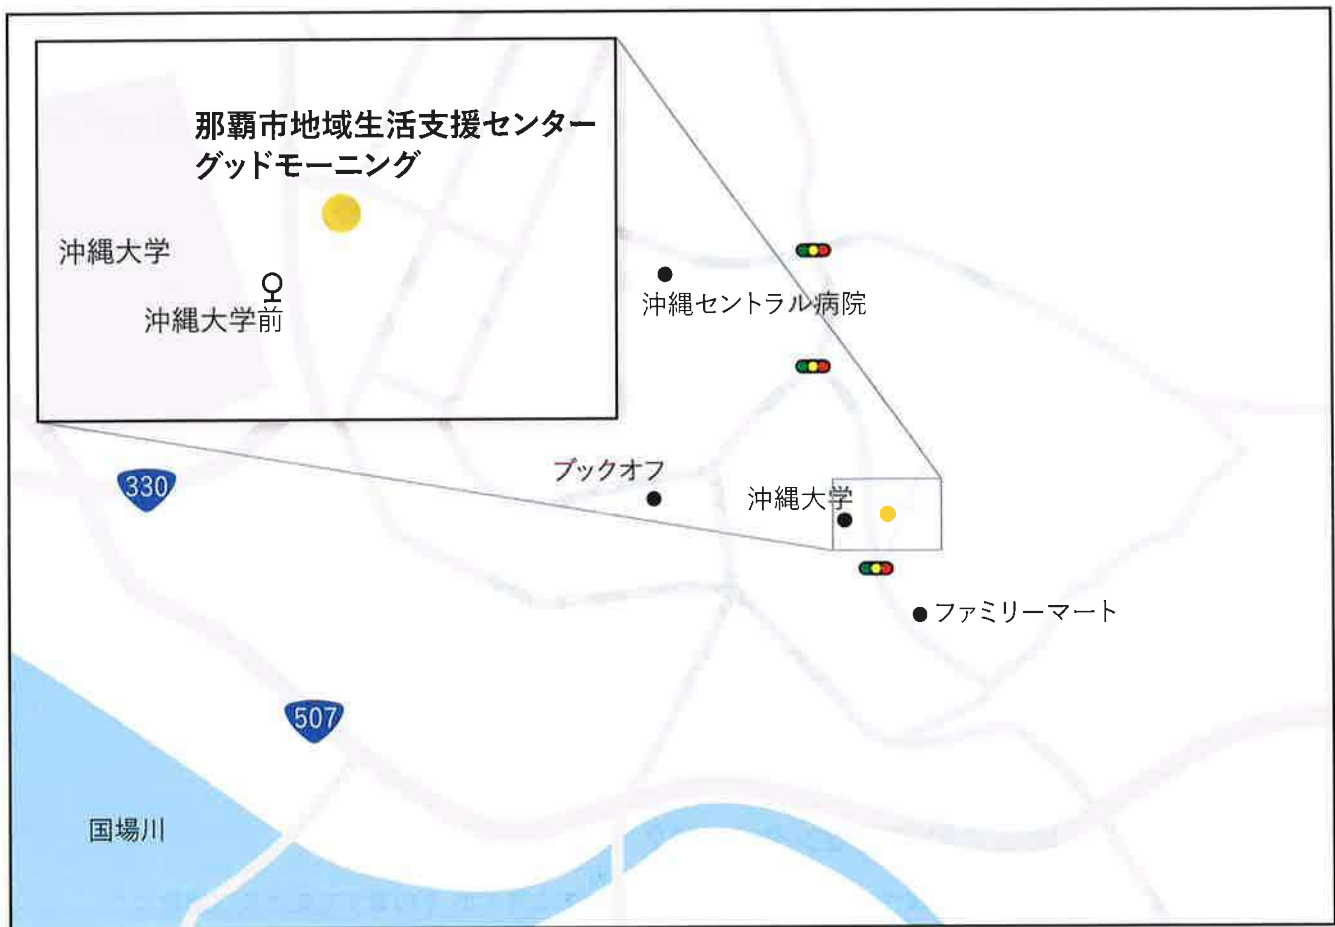 那覇市地域生活支援センター
グッドモーニング
沖縄大学
沖縄大学前
沖縄セントラル病院
ブックオフ
330
沖縄大学
ファミリーマート
507
国場川